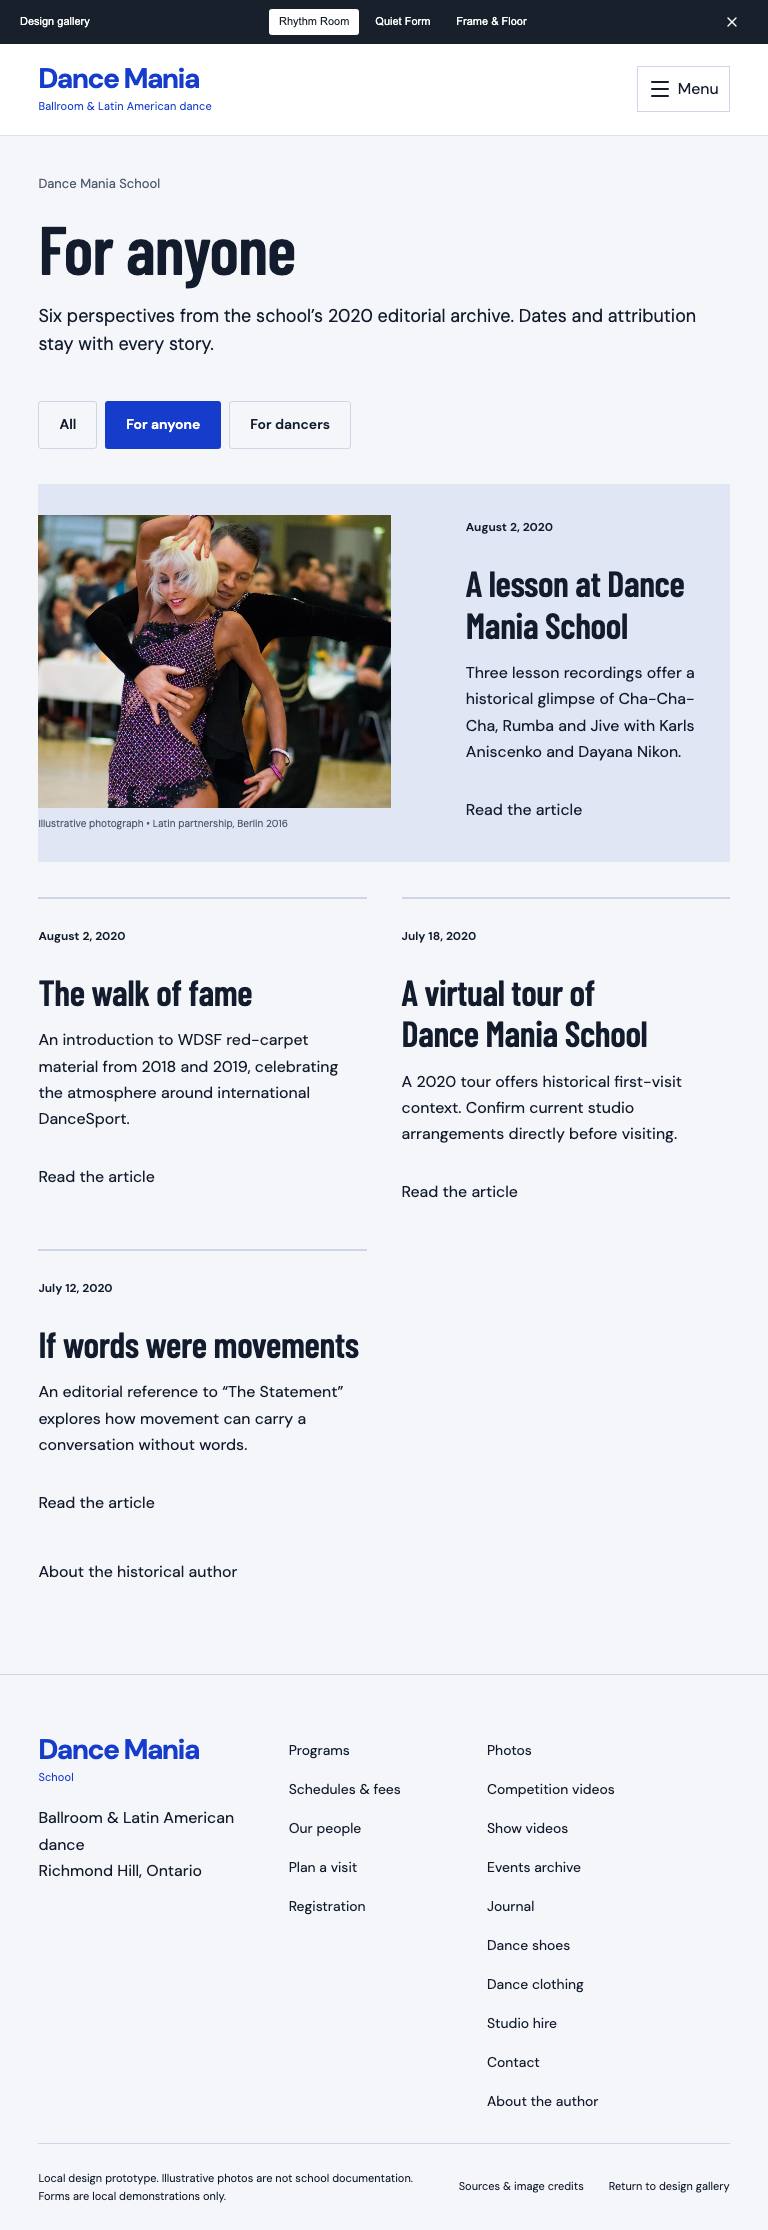 Design gallery
Rhythm Room
Quiet Form
Frame & Floor
×
Dance Mania
Ballroom & Latin American dance
Menu
Dance Mania School
For anyone
Six perspectives from the school’s 2020 editorial archive. Dates and attribution
stay with every story.
All
For anyone
For dancers
Illustrative photograph • Latin partnership, Berlin 2016
August 2, 2020
A lesson at Dance
Mania School
Three lesson recordings offer a
historical glimpse of Cha-Cha-
Cha, Rumba and Jive with Karls
Aniscenko and Dayana Nikon.
Read the article
August 2, 2020
The walk of fame
An introduction to WDSF red-carpet
material from 2018 and 2019, celebrating
the atmosphere around international
DanceSport.
Read the article
July 18, 2020
A virtual tour of
Dance Mania School
A 2020 tour offers historical first-visit
context. Confirm current studio
arrangements directly before visiting.
Read the article
July 12, 2020
If words were movements
An editorial reference to “The Statement”
explores how movement can carry a
conversation without words.
Read the article
About the historical author
Dance Mania
School
Ballroom & Latin American
dance
Richmond Hill, Ontario
Programs
Schedules & fees
Our people
Plan a visit
Registration
Photos
Competition videos
Show videos
Events archive
Journal
Dance shoes
Dance clothing
Studio hire
Contact
About the author
Local design prototype. Illustrative photos are not school documentation.
Forms are local demonstrations only.
Sources & image credits
Return to design gallery